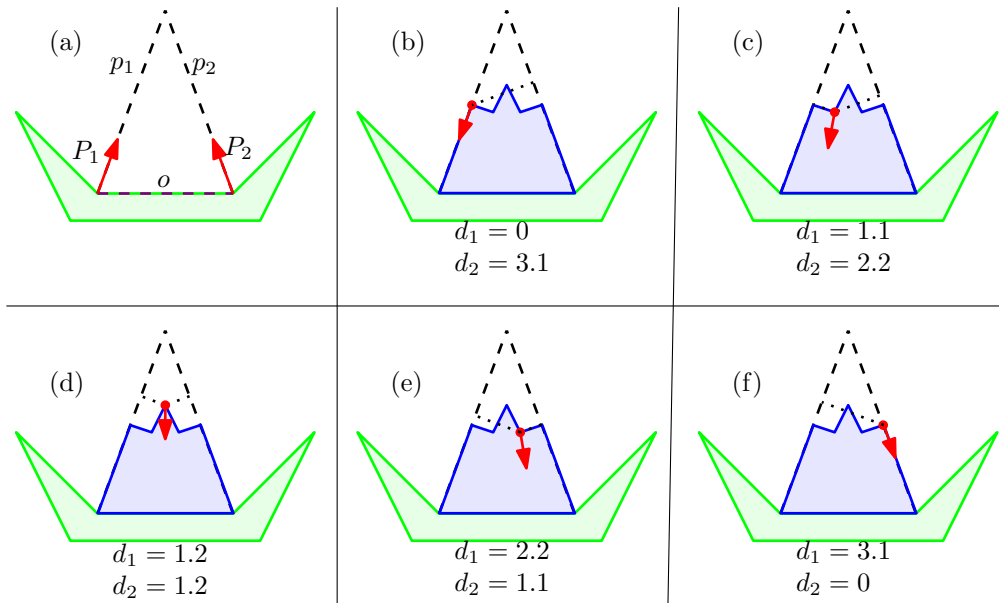 (a)
p₁
p₂
P₁
P₂
o
(b)
d₁ = 0
d₂ = 3.1
(c)
d₁ = 1.1
d₂ = 2.2
(d)
d₁ = 1.2
d₂ = 1.2
(e)
d₁ = 2.2
d₂ = 1.1
(f)
d₁ = 3.1
d₂ = 0